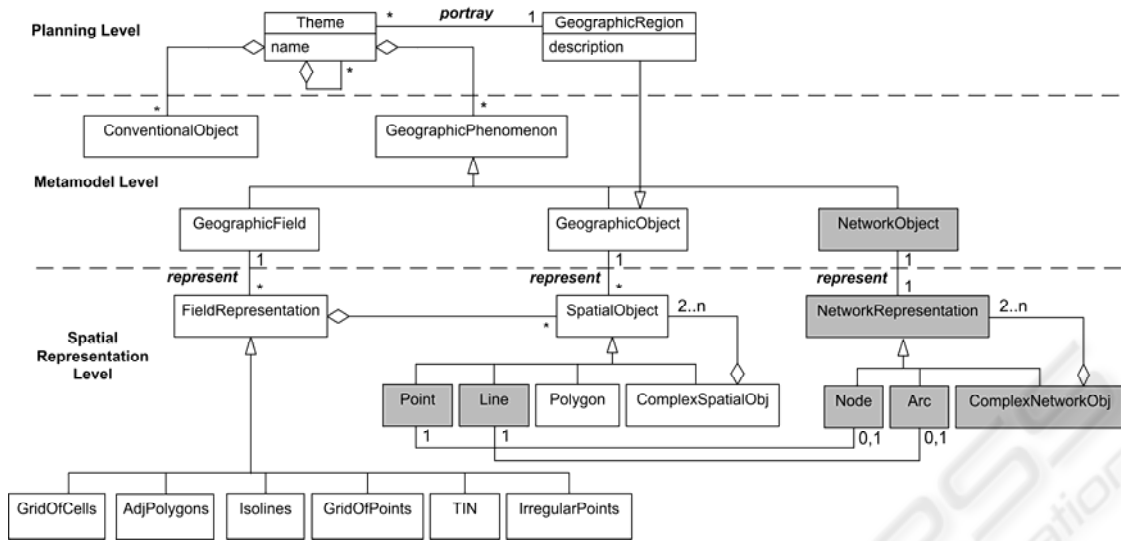 Planning Level
Theme
name
*
portray
1
GeographicRegion
description
*
*
*
ConventionalObject
GeographicPhenomenon
Metamodel Level
GeographicField
GeographicObject
NetworkObject
1
1
1
represent
represent
represent
*
*
1
FieldRepresentation
SpatialObject
NetworkRepresentation
*
2..n
2..n
Spatial
Representation
Level
Point
Line
Polygon
ComplexSpatialObj
Node
Arc
ComplexNetworkObj
1
1
0,1
0,1
GridOfCells
AdjPolygons
Isolines
GridOfPoints
TIN
IrregularPoints